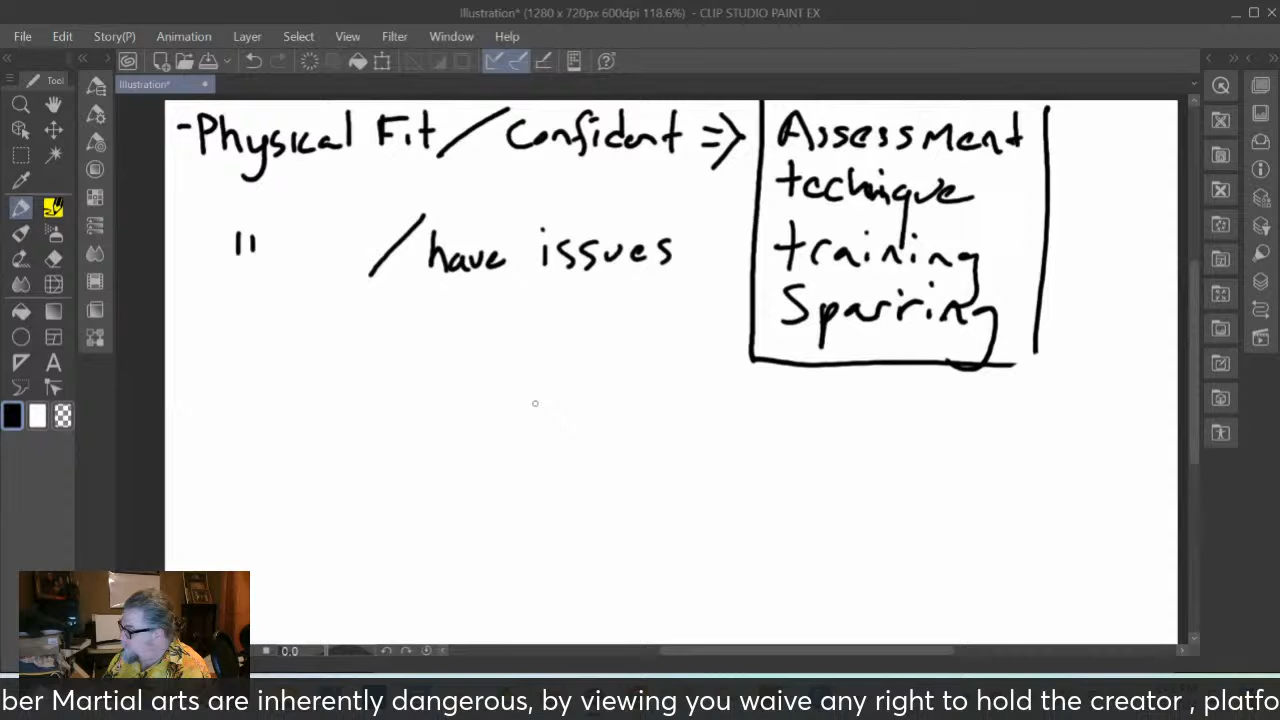 Illustration* (1280 x 720px 600dpi 118.6%) - CLIP STUDIO PAINT EX
File Edit Story(P) Animation Layer Select View Filter Window Help
Tool
Illustration*
-Physical Fit/Confident => Assessment
technique
" /have issues training
Sparring
0.0
ber Martial arts are inherently dangerous, by viewing you waive any right to hold the creator , platfo